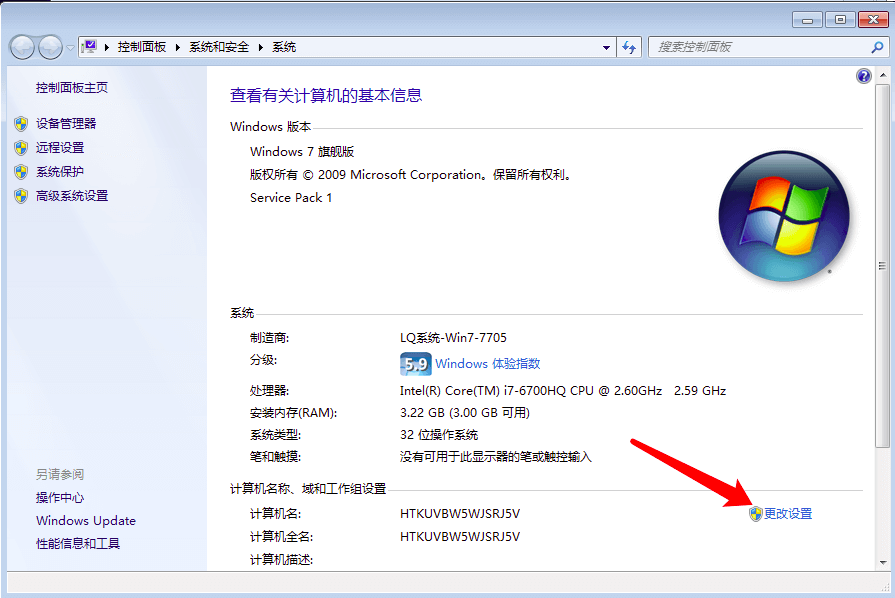 控制面板 ▸ 系统和安全 ▸ 系统
搜索控制面板
控制面板主页
设备管理器
远程设置
系统保护
高级系统设置
另请参阅
操作中心
Windows Update
性能信息和工具
查看有关计算机的基本信息
Windows 版本
Windows 7 旗舰版
版权所有 © 2009 Microsoft Corporation。保留所有权利。
Service Pack 1
系统
制造商: LQ系统-Win7-7705
分级: 5.9 Windows 体验指数
处理器: Intel(R) Core(TM) i7-6700HQ CPU @ 2.60GHz 2.59 GHz
安装内存(RAM): 3.22 GB (3.00 GB 可用)
系统类型: 32 位操作系统
笔和触摸: 没有可用于此显示器的笔或触控输入
计算机名称、域和工作组设置
计算机名: HTKUVBW5WJSRJ5V 更改设置
计算机全名: HTKUVBW5WJSRJ5V
计算机描述: